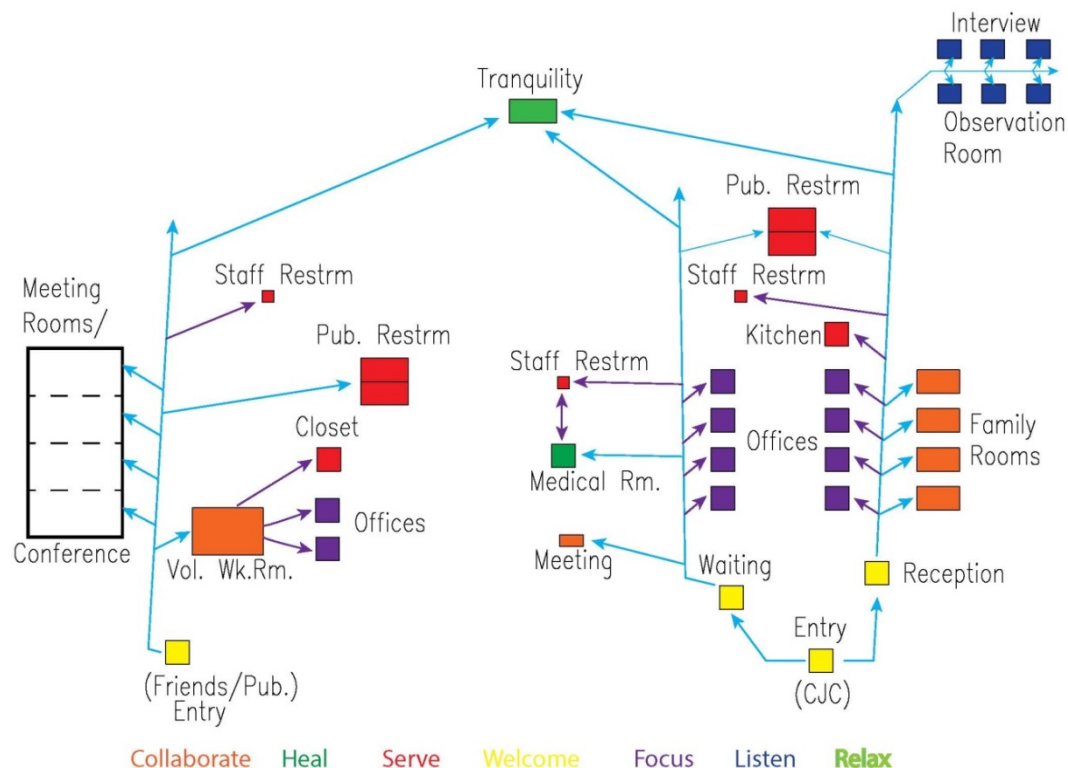 Interview
Tranquility
Observation
Room
Pub. Restrm
Staff Restrm
Staff Restrm
Meeting
Rooms/
Pub. Restrm
Kitchen
Staff Restrm
Closet
Offices
Family
Rooms
Medical Rm.
Offices
Conference
Vol. Wk.Rm.
Meeting
Waiting
Reception
Entry
(CJC)
(Friends/Pub.)
Entry
Collaborate Heal Serve Welcome Focus Listen Relax